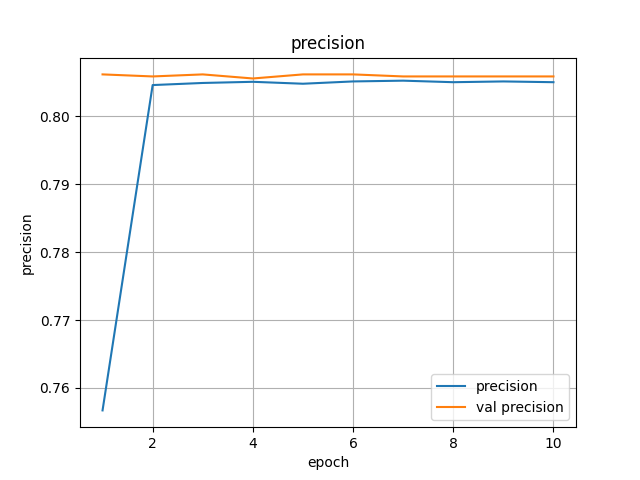 precision
0.80
0.79
0.78
0.77
0.76
precision
2 4 6 8 10
epoch
precision
val precision